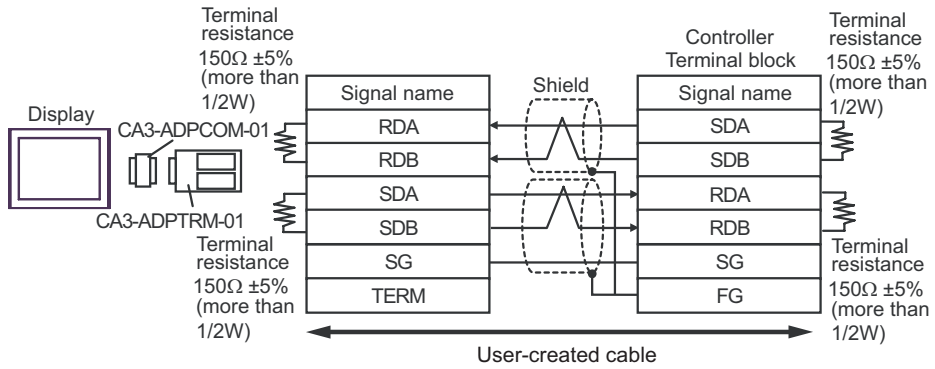 Terminal
resistance
150Ω ±5%
(more than
1/2W)
Controller
Terminal block
Terminal
resistance
150Ω ±5%
(more than
1/2W)
Display
CA3-ADPCOM-01
CA3-ADPTRM-01
Signal name
RDA
RDB
SDA
SDB
SG
TERM
Shield
Signal name
SDA
SDB
RDA
RDB
SG
FG
Terminal
resistance
150Ω ±5%
(more than
1/2W)
Terminal
resistance
150Ω ±5%
(more than
1/2W)
User-created cable